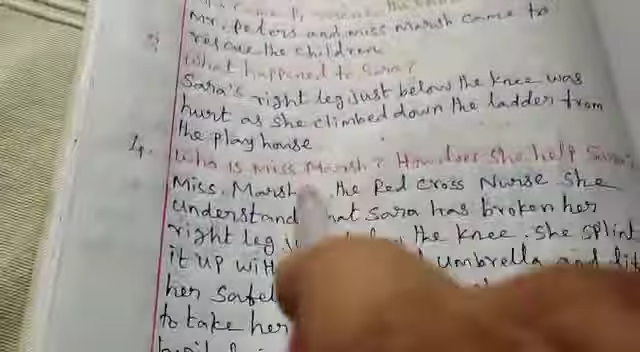 Mr. Peters and miss Marsh came to
rescue the children
What happened to Sara?
Sara's right leg just below the knee was
hurt as she climbed down the ladder from
the play house
14. Who is Miss Marsh? How does she help Sara?
Miss. Marsh the Red cross Nurse She
understand that Sara has broken her
right leg the knee. She splint
it up with umbrella and
her
to take her